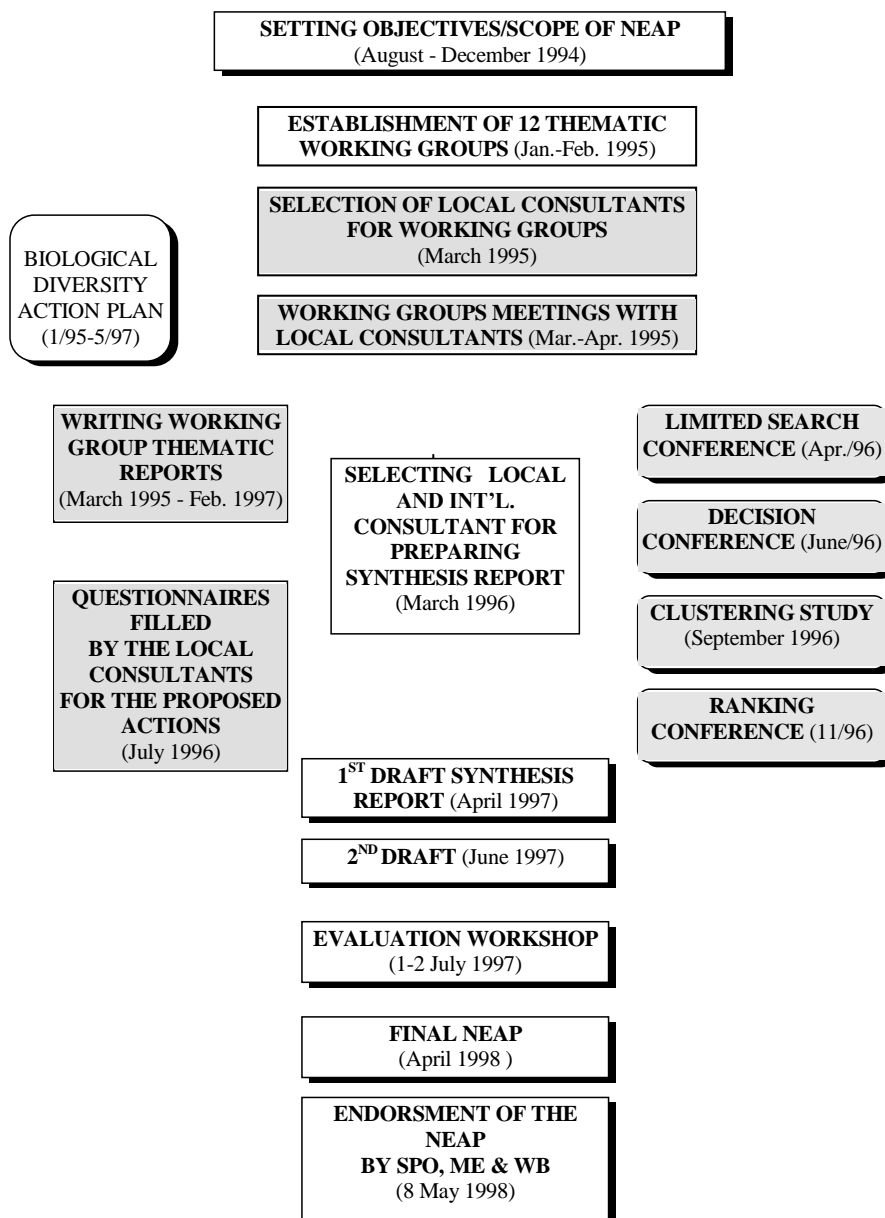 SETTING OBJECTIVES/SCOPE OF NEAP
(August - December 1994)
ESTABLISHMENT OF 12 THEMATIC
WORKING GROUPS (Jan.-Feb. 1995)
SELECTION OF LOCAL CONSULTANTS
FOR WORKING GROUPS
(March 1995)
BIOLOGICAL
DIVERSITY
ACTION PLAN
(1/95-5/97)
WORKING GROUPS MEETINGS WITH
LOCAL CONSULTANTS (Mar.-Apr. 1995)
WRITING WORKING
GROUP THEMATIC
REPORTS
(March 1995 - Feb. 1997)
SELECTING LOCAL
AND INT'L.
CONSULTANT FOR
PREPARING
SYNTHESIS REPORT
(March 1996)
LIMITED SEARCH
CONFERENCE (Apr./96)
DECISION
CONFERENCE (June/96)
CLUSTERING STUDY
(September 1996)
RANKING
CONFERENCE (11/96)
QUESTIONNAIRES
FILLED
BY THE LOCAL
CONSULTANTS
FOR THE PROPOSED
ACTIONS
(July 1996)
1ST DRAFT SYNTHESIS
REPORT (April 1997)
2ND DRAFT (June 1997)
EVALUATION WORKSHOP
(1-2 July 1997)
FINAL NEAP
(April 1998 )
ENDORSMENT OF THE
NEAP
BY SPO, ME & WB
(8 May 1998)